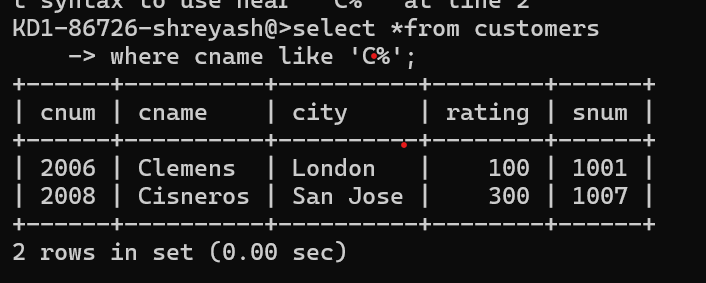 t syntax to use near ''C%'' at line 2
KD1-86726-shreyash@>select *from customers
    -> where cname like 'C%';
+------+----------+----------+--------+------+
| cnum | cname    | city     | rating | snum |
+------+----------+----------+--------+------+
| 2006 | Clemens  | London   |    100 | 1001 |
| 2008 | Cisneros | San Jose |    300 | 1007 |
+------+----------+----------+--------+------+
2 rows in set (0.00 sec)